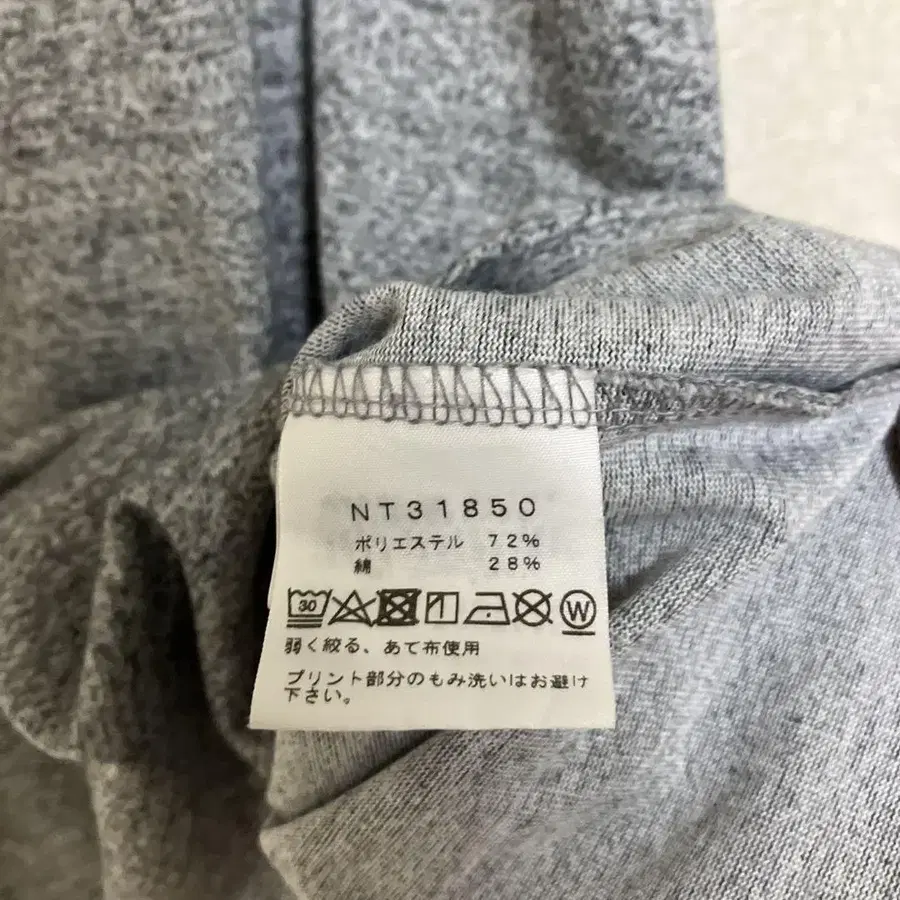 NT31850
ポリエステル 72%
綿 28%
30 W
弱く絞る、あて布使用
プリント部分のもみ洗いはお避け
下さい。